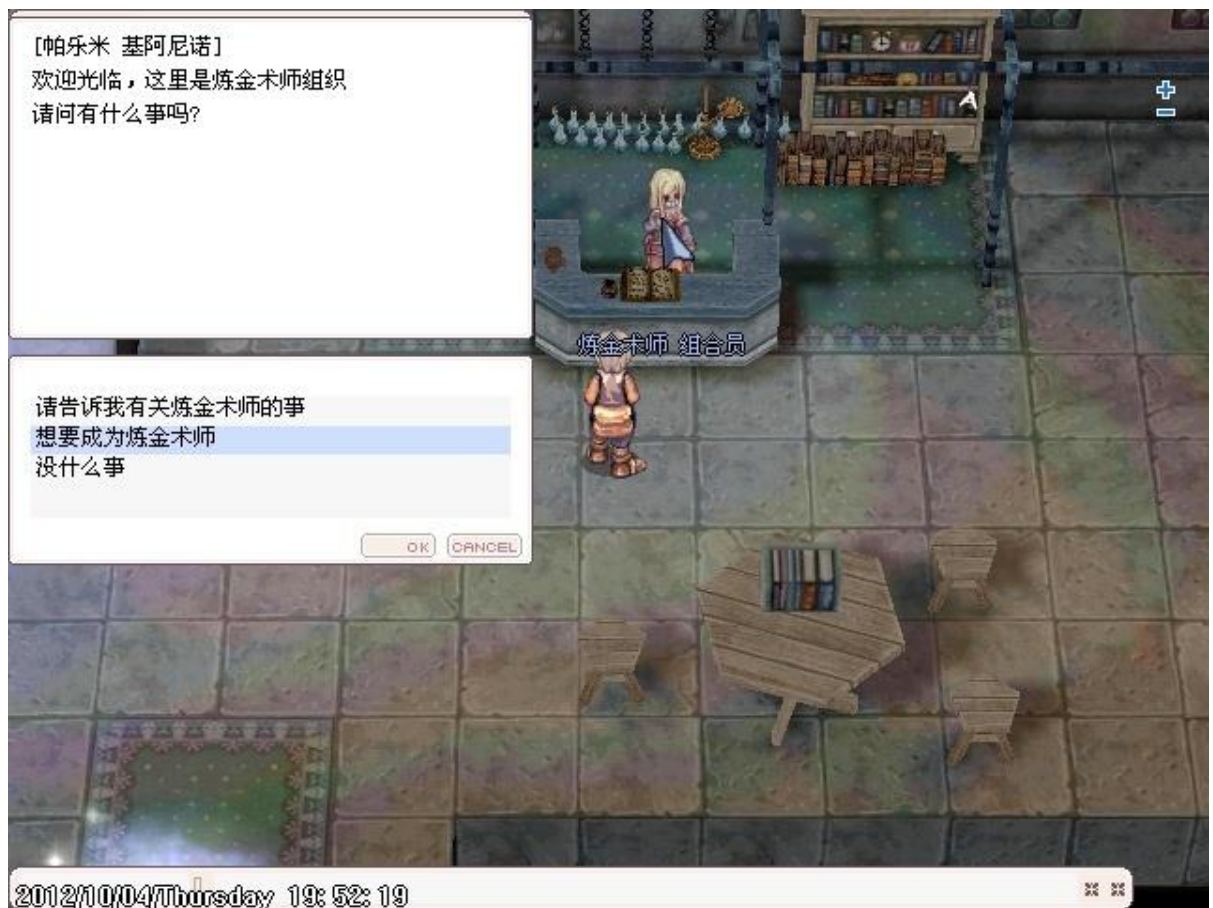 [帕乐米 基阿尼诺]
欢迎光临，这里是炼金术师组织
请问有什么事吗?
炼金术师 组合员
请告诉我有关炼金术师的事
想要成为炼金术师
没什么事
OK
CANCEL
2012/10/04/Thursday 19:52:19